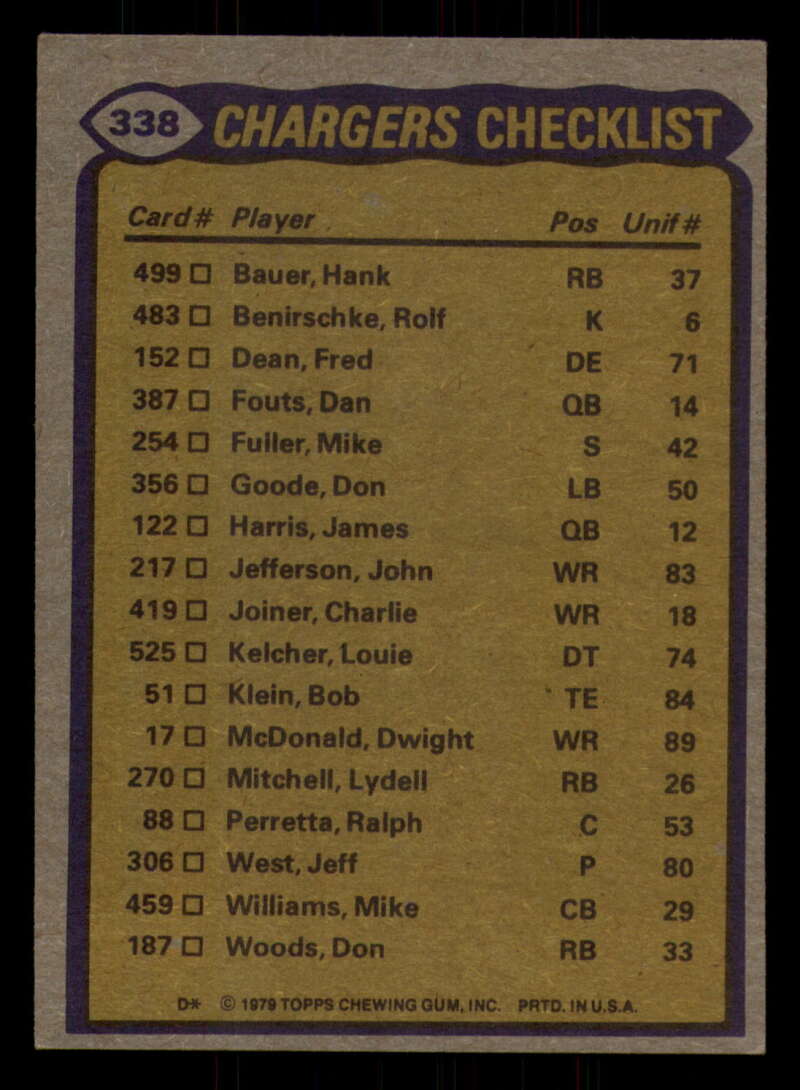 338 CHARGERS CHECKLIST
Card# Player Pos Unif#
499 □ Bauer, Hank RB 37
483 □ Benirschke, Rolf K 6
152 □ Dean, Fred DE 71
387 □ Fouts, Dan QB 14
254 □ Fuller, Mike S 42
356 □ Goode, Don LB 50
122 □ Harris, James QB 12
217 □ Jefferson, John WR 83
419 □ Joiner, Charlie WR 18
525 □ Kelcher, Louie DT 74
51 □ Klein, Bob TE 84
17 □ McDonald, Dwight WR 89
270 □ Mitchell, Lydell RB 26
88 □ Perretta, Ralph C 53
306 □ West, Jeff P 80
459 □ Williams, Mike CB 29
187 □ Woods, Don RB 33
D* © 1979 TOPPS CHEWING GUM, INC. PRTD. IN U.S.A.